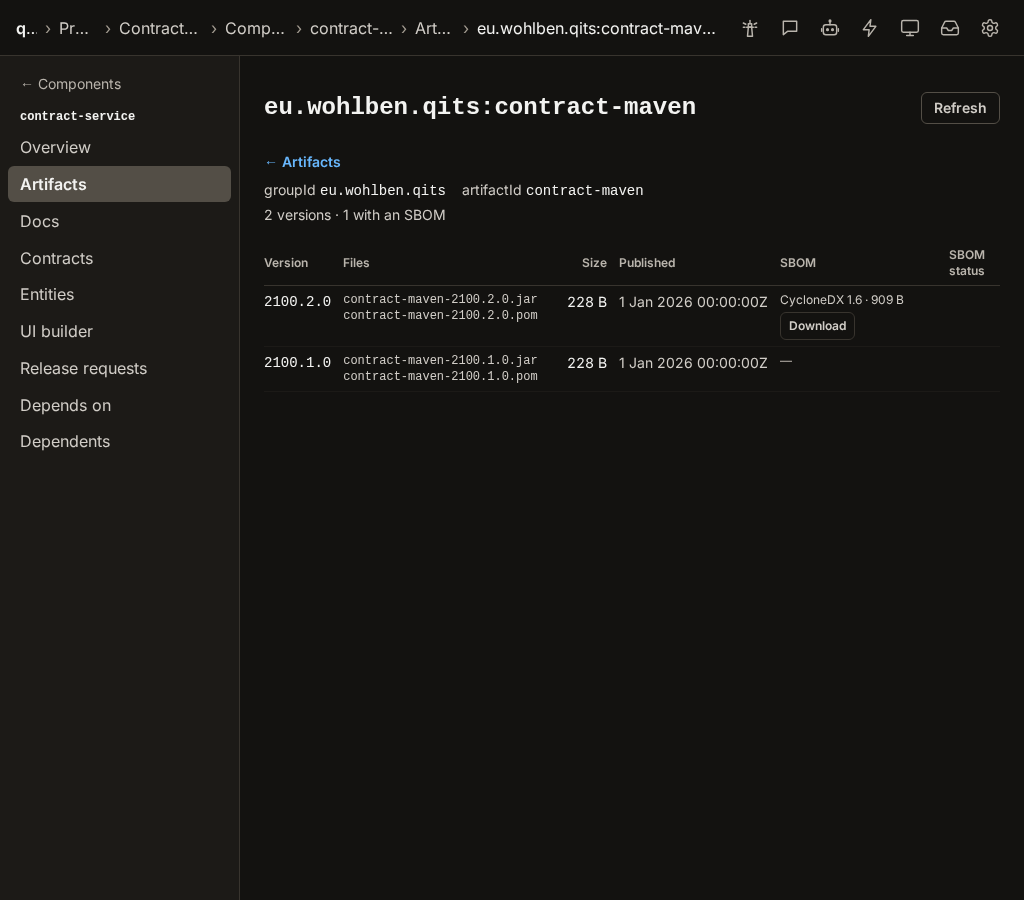 q... › Pr... › Contract... › Comp... › contract-... › Art... › eu.wohlben.qits:contract-mav...
← Components
contract-service
Overview
Artifacts
Docs
Contracts
Entities
UI builder
Release requests
Depends on
Dependents
eu.wohlben.qits:contract-maven
Refresh
← Artifacts
groupId eu.wohlben.qits artifactId contract-maven
2 versions · 1 with an SBOM
Version Files Size Published SBOM SBOM status
2100.2.0 contract-maven-2100.2.0.jar 228 B 1 Jan 2026 00:00:00Z CycloneDX 1.6 · 909 B
contract-maven-2100.2.0.pom
Download
2100.1.0 contract-maven-2100.1.0.jar 228 B 1 Jan 2026 00:00:00Z —
contract-maven-2100.1.0.pom